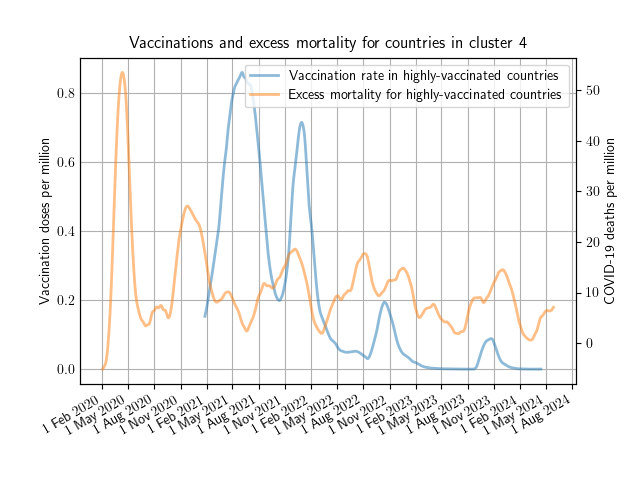 Vaccinations and excess mortality for countries in cluster 4
Vaccination rate in highly-vaccinated countries
Excess mortality for highly-vaccinated countries
Vaccination doses per million
0.8
0.6
0.4
0.2
0.0
50
40
30
20
10
0
COVID-19 deaths per million
1 Feb 2020
1 May 2020
1 Aug 2020
1 Nov 2020
1 Feb 2021
1 May 2021
1 Aug 2021
1 Nov 2021
1 Feb 2022
1 May 2022
1 Aug 2022
1 Nov 2022
1 Feb 2023
1 May 2023
1 Aug 2023
1 Nov 2023
1 Feb 2024
1 May 2024
1 Aug 2024